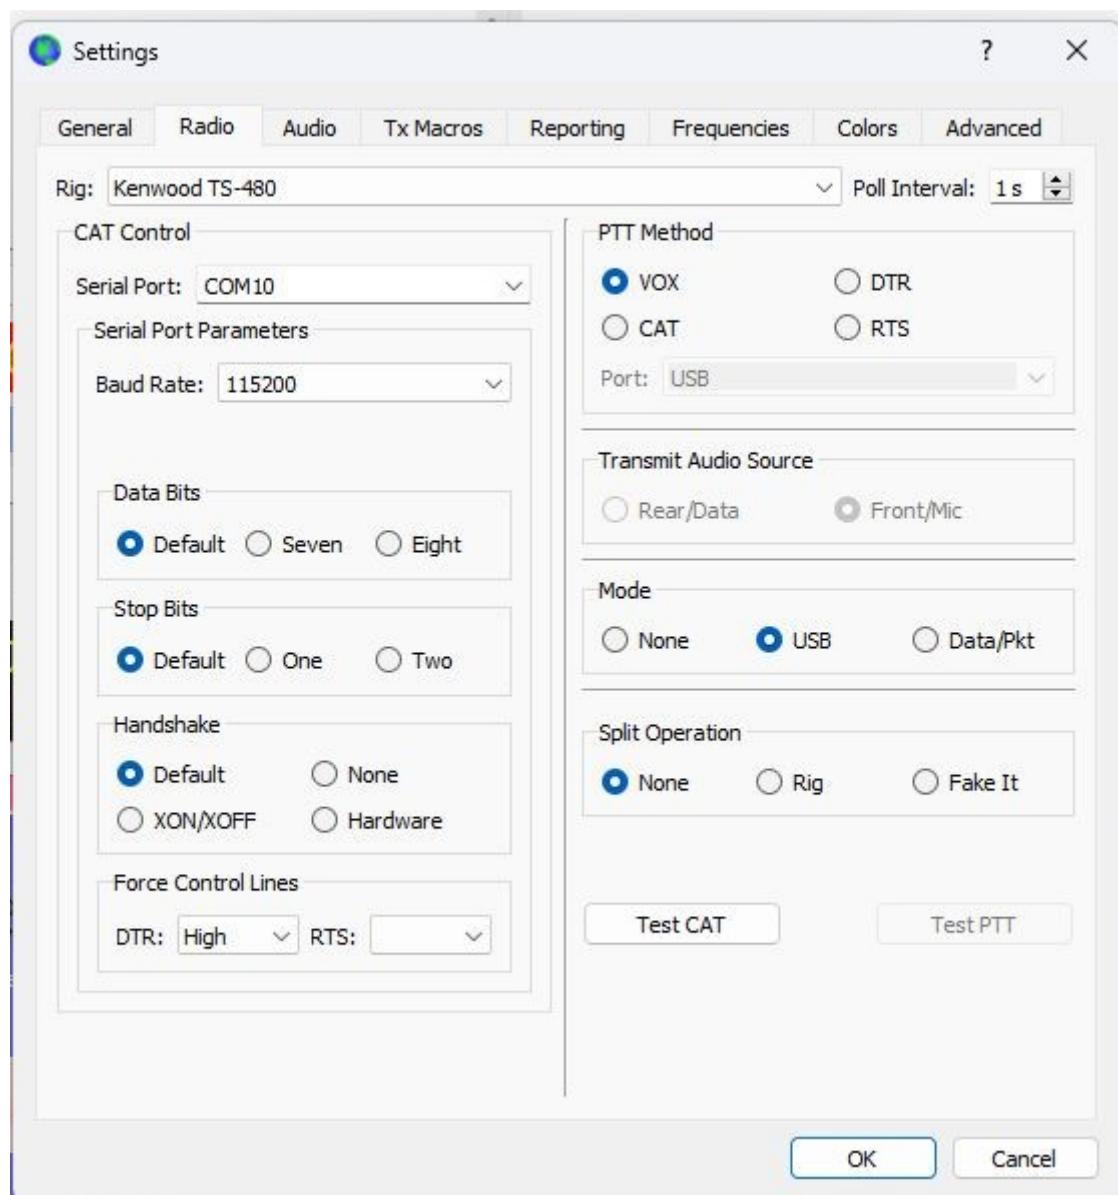 Settings
?
General Radio Audio Tx Macros Reporting Frequencies Colors Advanced
Rig: Kenwood TS-480 Poll Interval: 1 s
CAT Control
Serial Port: COM10
Serial Port Parameters
Baud Rate: 115200
Data Bits
Default Seven Eight
Stop Bits
Default One Two
Handshake
Default None
XON/XOFF Hardware
Force Control Lines
DTR: High RTS:
PTT Method
VOX DTR
CAT RTS
Port: USB
Transmit Audio Source
Rear/Data Front/Mic
Mode
None USB Data/Pkt
Split Operation
None Rig Fake It
Test CAT Test PTT
OK Cancel